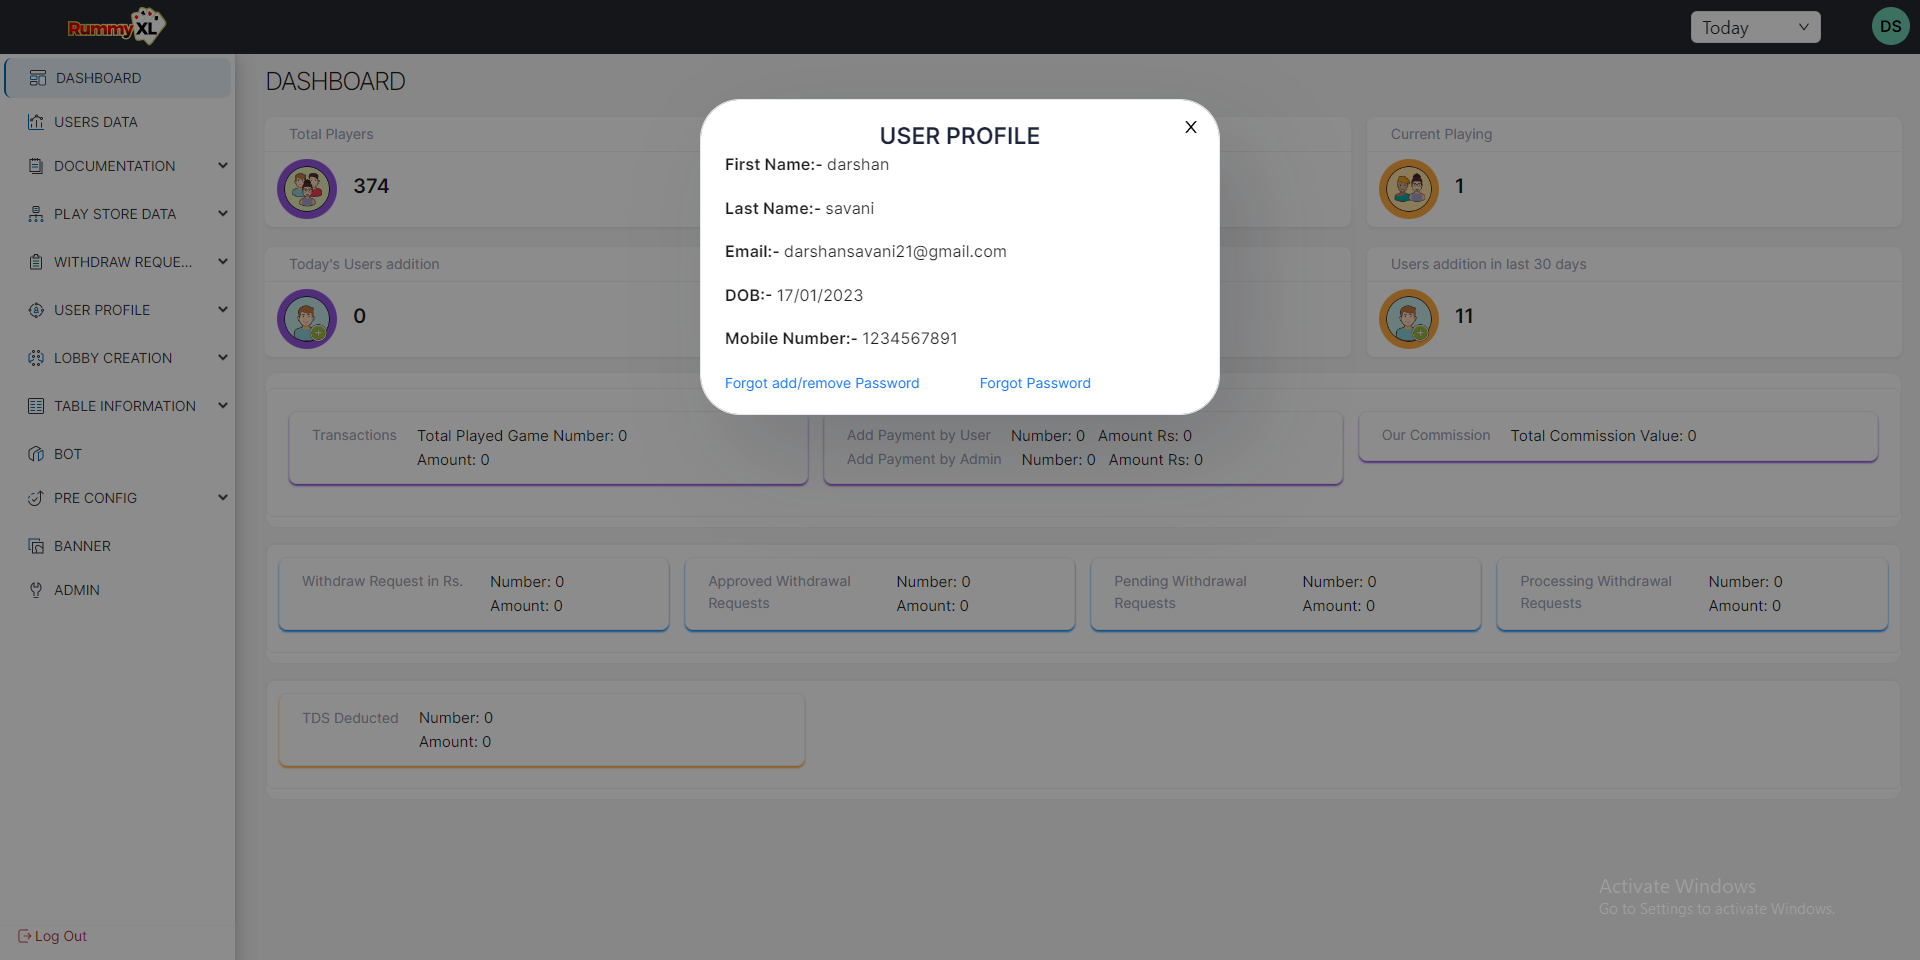 RummyXL
Today
DS
DASHBOARD
USERS DATA
DOCUMENTATION
PLAY STORE DATA
WITHDRAW REQUE...
USER PROFILE
LOBBY CREATION
TABLE INFORMATION
BOT
PRE CONFIG
BANNER
ADMIN
Log Out
DASHBOARD
Total Players
374
Current Playing
1
Today's Users addition
0
Users addition in last 30 days
11
USER PROFILE
X
First Name:- darshan
Last Name:- savani
Email:- darshansavani21@gmail.com
DOB:- 17/01/2023
Mobile Number:- 1234567891
Forgot add/remove Password
Forgot Password
Transactions
Total Played Game Number: 0
Amount: 0
Add Payment by User Number: 0 Amount Rs: 0
Add Payment by Admin Number: 0 Amount Rs: 0
Our Commission
Total Commission Value: 0
Withdraw Request in Rs.
Number: 0
Amount: 0
Approved Withdrawal
Requests
Number: 0
Amount: 0
Pending Withdrawal
Requests
Number: 0
Amount: 0
Processing Withdrawal
Requests
Number: 0
Amount: 0
TDS Deducted
Number: 0
Amount: 0
Activate Windows
Go to Settings to activate Windows.